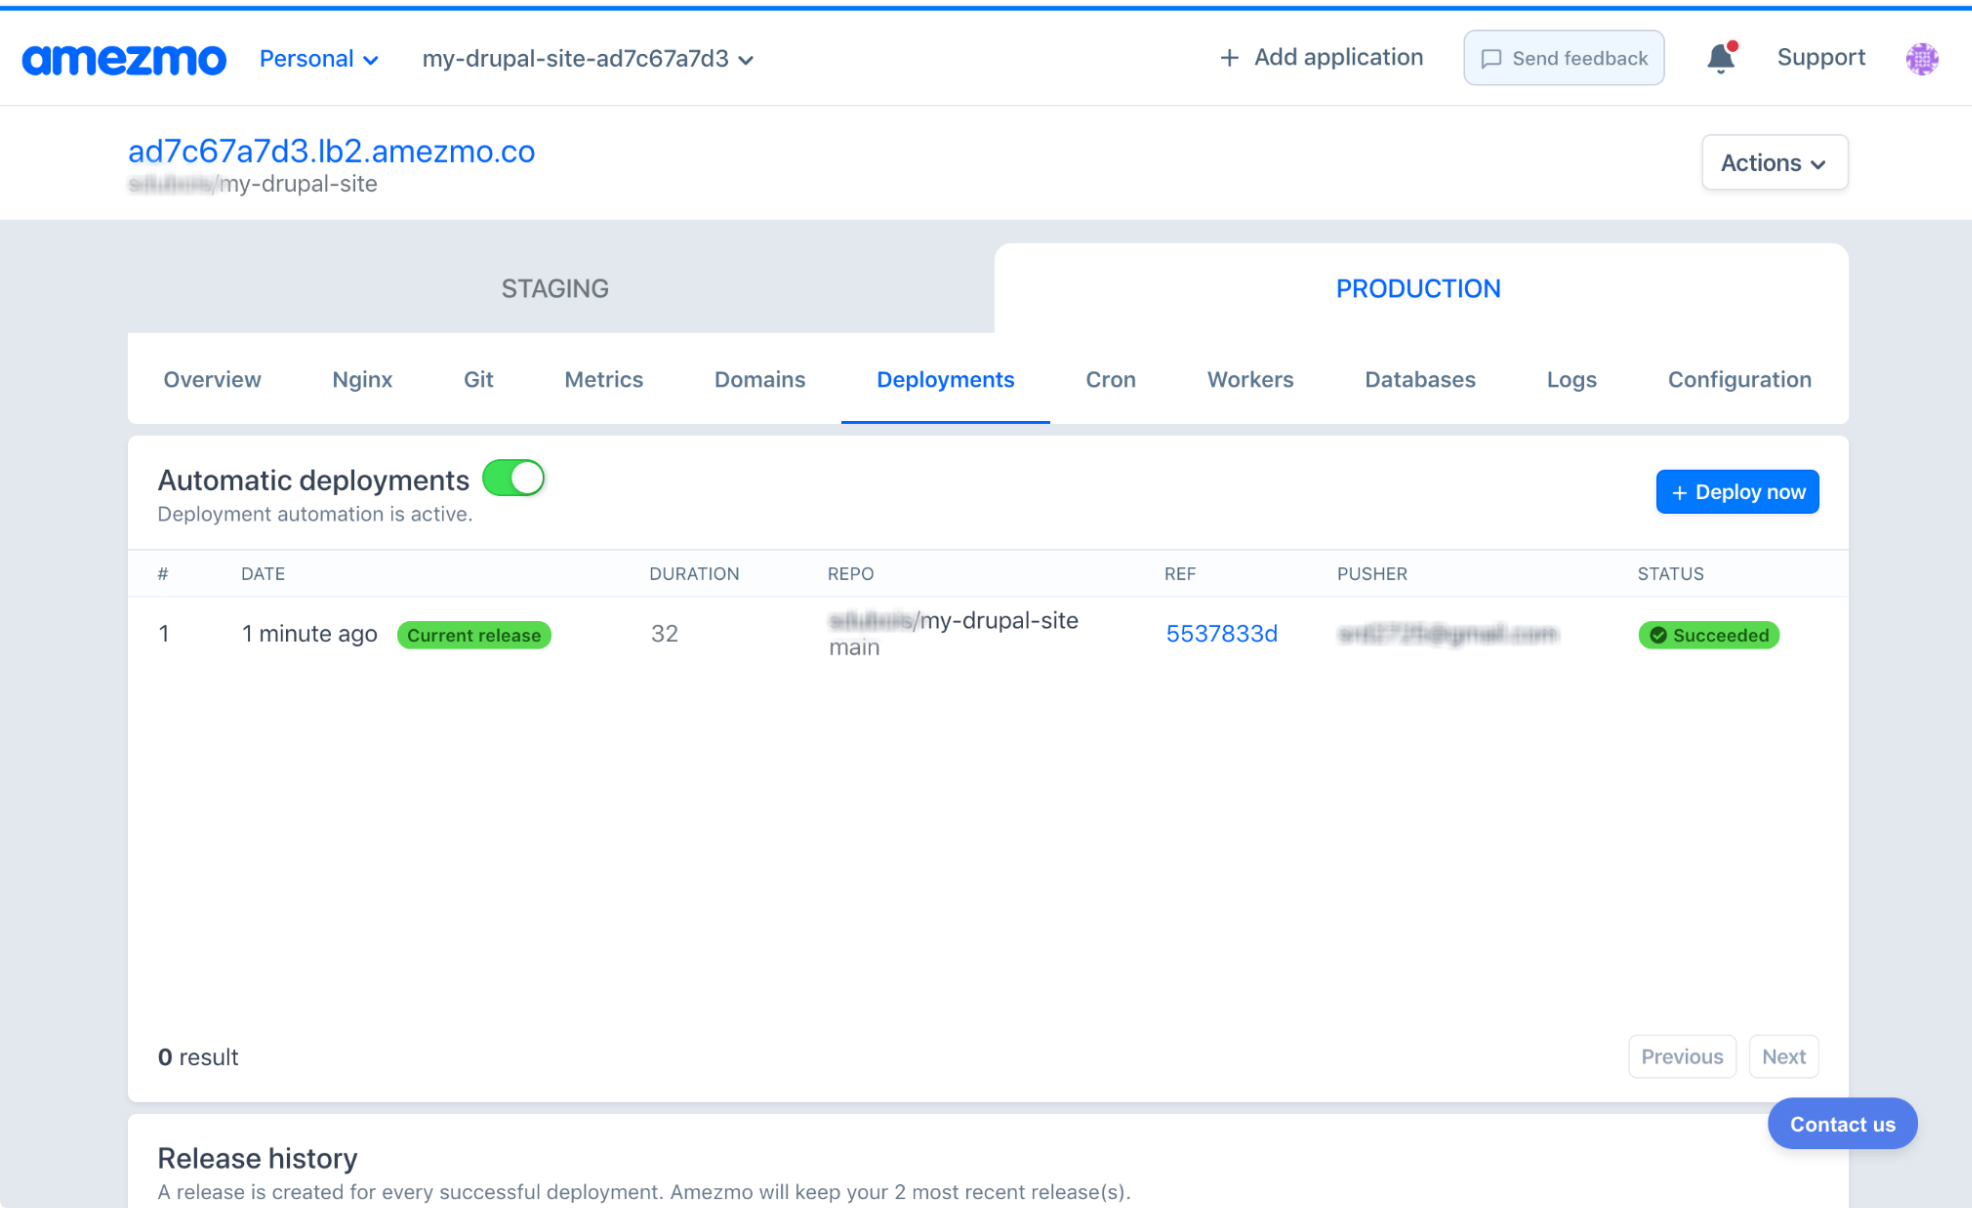 amezmo Personal my-drupal-site-ad7c67a7d3 + Add application Send feedback Support
ad7c67a7d3.lb2.amezmo.co
/my-drupal-site
Actions
STAGING PRODUCTION
Overview Nginx Git Metrics Domains Deployments Cron Workers Databases Logs Configuration
Automatic deployments
Deployment automation is active.
+ Deploy now
# DATE DURATION REPO REF PUSHER STATUS
1 1 minute ago Current release 32 /my-drupal-site 5537833d Succeeded
main
0 result
Previous Next
Contact us
Release history
A release is created for every successful deployment. Amezmo will keep your 2 most recent release(s).